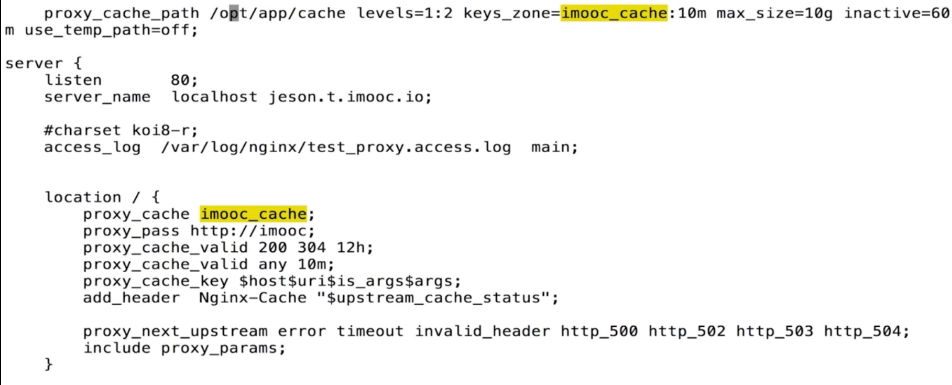 proxy_cache_path /opt/app/cache levels=1:2 keys_zone=imooc_cache:10m max_size=10g inactive=60
m use_temp_path=off;
server {
listen 80;
server_name localhost jeson.t.imooc.io;
#charset koi8-r;
access_log /var/log/nginx/test_proxy.access.log main;
location / {
proxy_cache imooc_cache;
proxy_pass http://imooc;
proxy_cache_valid 200 304 12h;
proxy_cache_valid any 10m;
proxy_cache_key $host$uri$is_args$args;
add_header Nginx-Cache "$upstream_cache_status";
proxy_next_upstream error timeout invalid_header http_500 http_502 http_503 http_504;
include proxy_params;
}